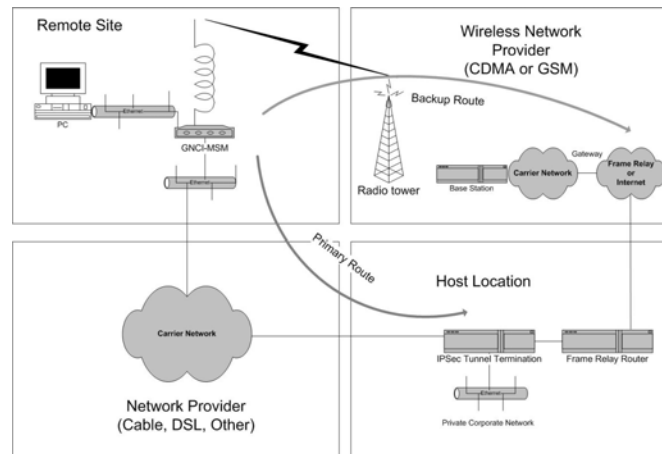 Remote Site
Ethernet
PC
GNCI-MSM
Ethernet
Wireless Network
Provider
(CDMA or GSM)
Backup Route
Radio tower
Base Station
Carrier Network
Gateway
Frame Relay
or
Internet
Primary Route
Carrier Network
Network Provider
(Cable, DSL, Other)
Host Location
IPSec Tunnel Termination
Frame Relay Router
Ethernet
Private Corporate Network